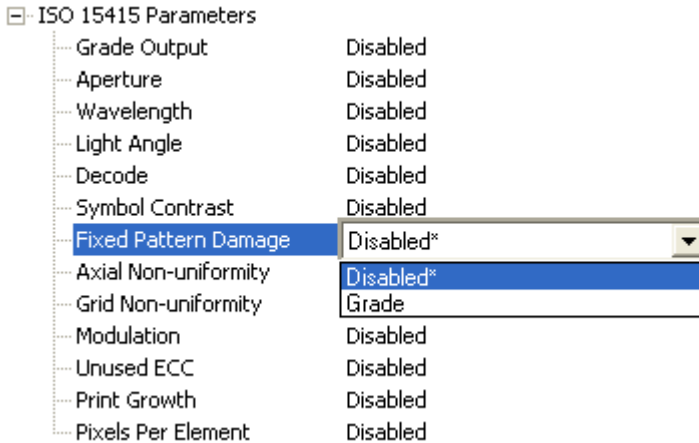 ISO 15415 Parameters
Grade Output Disabled
Aperture Disabled
Wavelength Disabled
Light Angle Disabled
Decode Disabled
Symbol Contrast Disabled
Fixed Pattern Damage Disabled*
Axial Non-uniformity Disabled*
Grid Non-uniformity Grade
Modulation Disabled
Unused ECC Disabled
Print Growth Disabled
Pixels Per Element Disabled